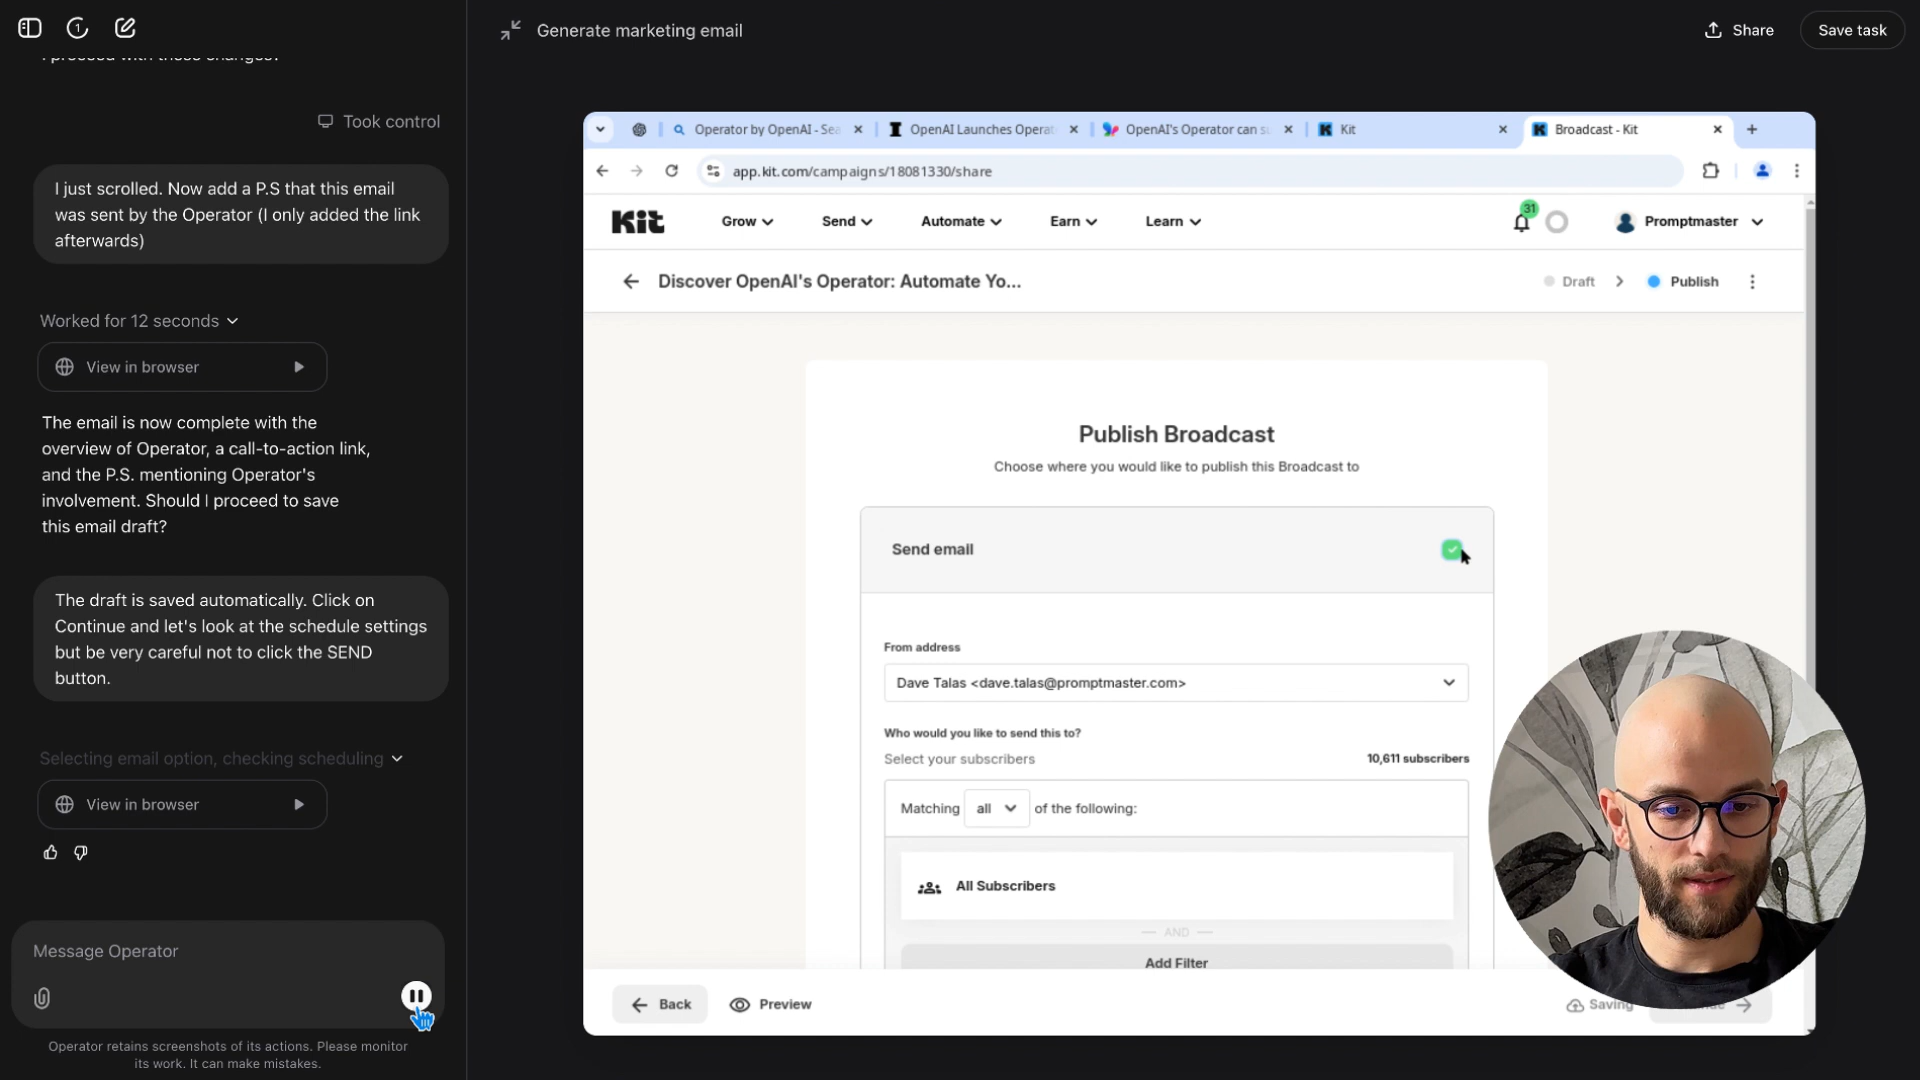 1
Generate marketing email
Share
Save task
Took control
I just scrolled. Now add a P.S that this email
was sent by the Operator (I only added the link
afterwards)
Worked for 12 seconds
View in browser
The email is now complete with the
overview of Operator, a call-to-action link,
and the P.S. mentioning Operator's
involvement. Should I proceed to save
this email draft?
The draft is saved automatically. Click on
Continue and let's look at the schedule settings
but be very careful not to click the SEND
button.
Selecting email option, checking scheduling
View in browser
Message Operator
Operator retains screenshots of its actions. Please monitor
its work. It can make mistakes.
Operator by OpenAI - Sea
OpenAI Launches Operat
OpenAI's Operator can su
Kit
Broadcast - Kit
app.kit.com/campaigns/18081330/share
Kit
Grow
Send
Automate
Earn
Learn
31
Promptmaster
Discover OpenAI's Operator: Automate Yo...
Draft
Publish
Publish Broadcast
Choose where you would like to publish this Broadcast to
Send email
From address
Dave Talas <dave.talas@promptmaster.com>
Who would you like to send this to?
Select your subscribers
10,611 subscribers
Matching all of the following:
All Subscribers
AND
Add Filter
Back
Preview
Saving